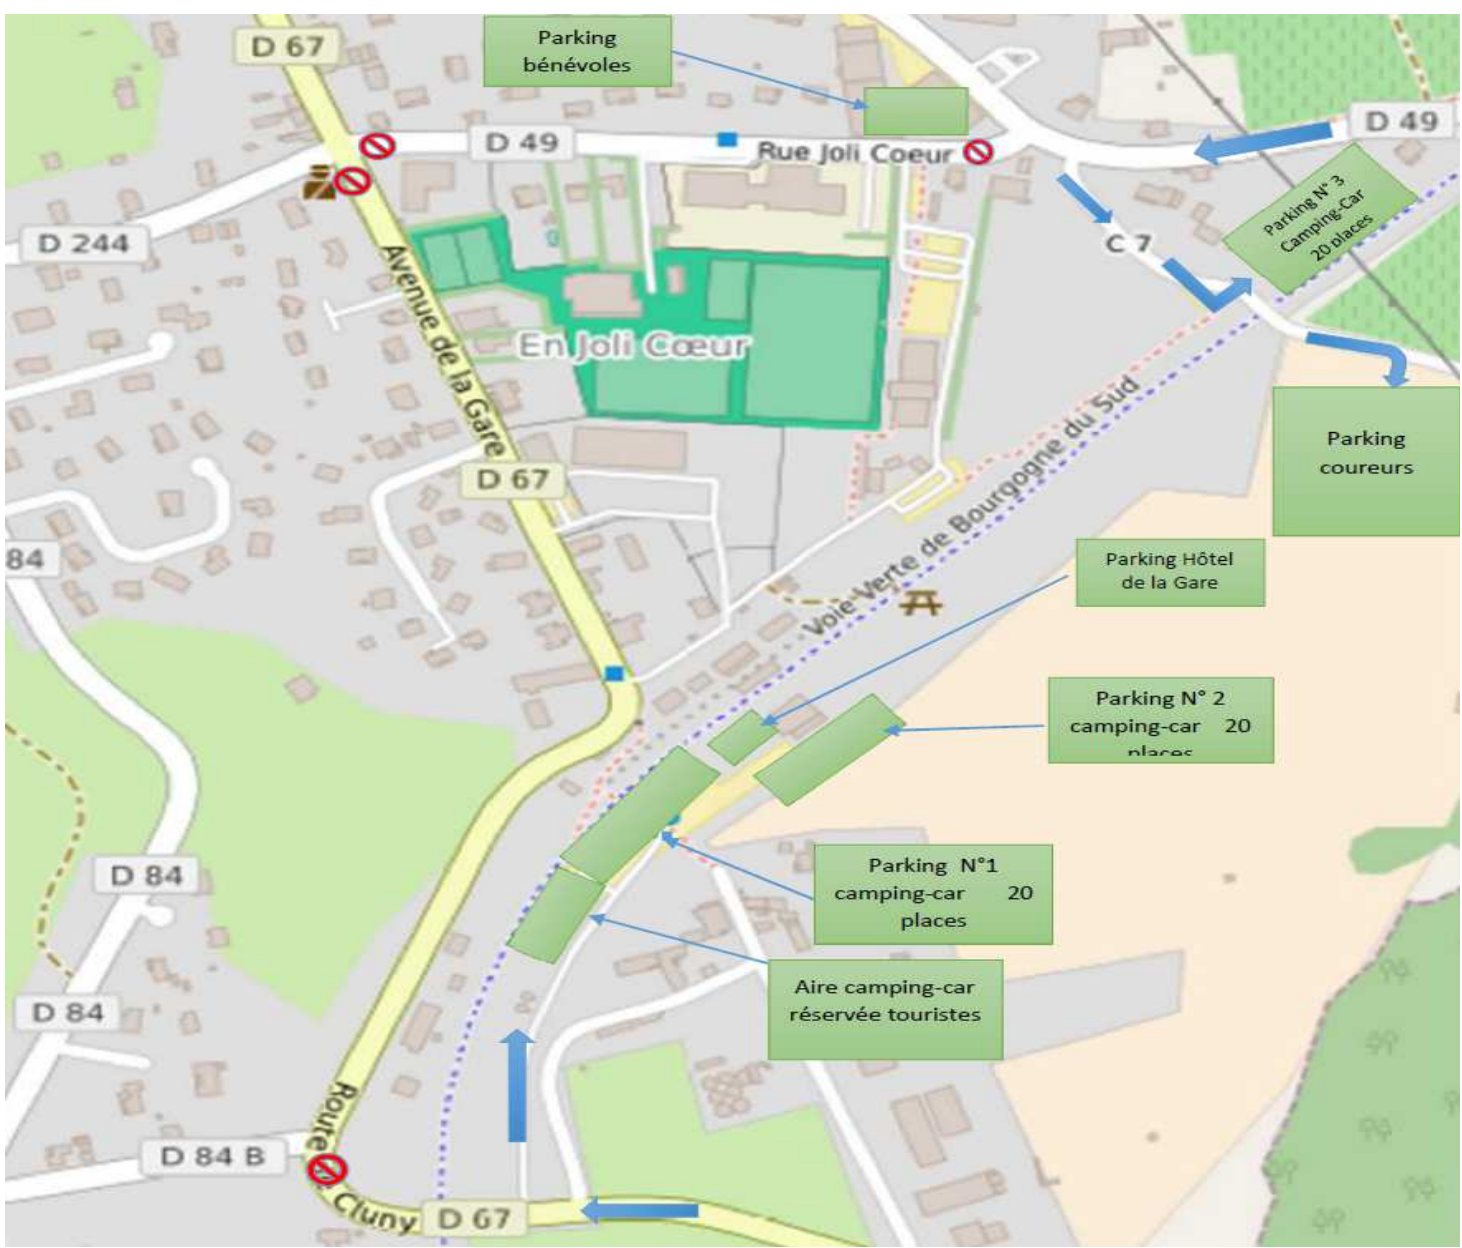 D 67
Parking
bénévoles
D 49
Rue Joli Coeur
D 49
D 244
Parking N° 3
Camping-Car
20 places
C 7
Avenue de la Gare
En Joli Cœur
Parking
coureurs
D 67
Voie Verte de Bourgogne du Sud
84
Parking Hôtel
de la Gare
Parking N° 2
camping-car 20
places
D 84
Parking N°1
camping-car 20
places
Aire camping-car
réservée touristes
D 84
Route
Cluny
D 84 B
D 67